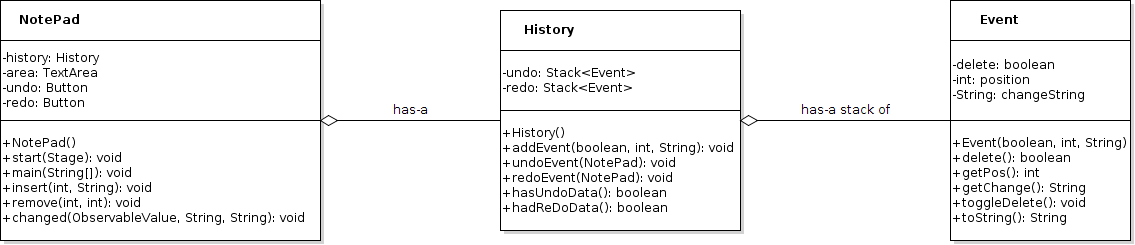 NotePad
-history: History
-area: TextArea
-undo: Button
-redo: Button
+NotePad()
+start(Stage): void
+main(String[]): void
+insert(int, String): void
+remove(int, int): void
+changed(ObservableValue, String, String): void
has-a
History
-undo: Stack<Event>
-redo: Stack<Event>
+History()
+addEvent(boolean, int, String): void
+undoEvent(NotePad): void
+redoEvent(NotePad): void
+hasUndoData(): boolean
+hadReDoData(): boolean
has-a stack of
Event
-delete: boolean
-int: position
-String: changeString
+Event(boolean, int, String)
+delete(): boolean
+getPos(): int
+getChange(): String
+toggleDelete(): void
+toString(): String